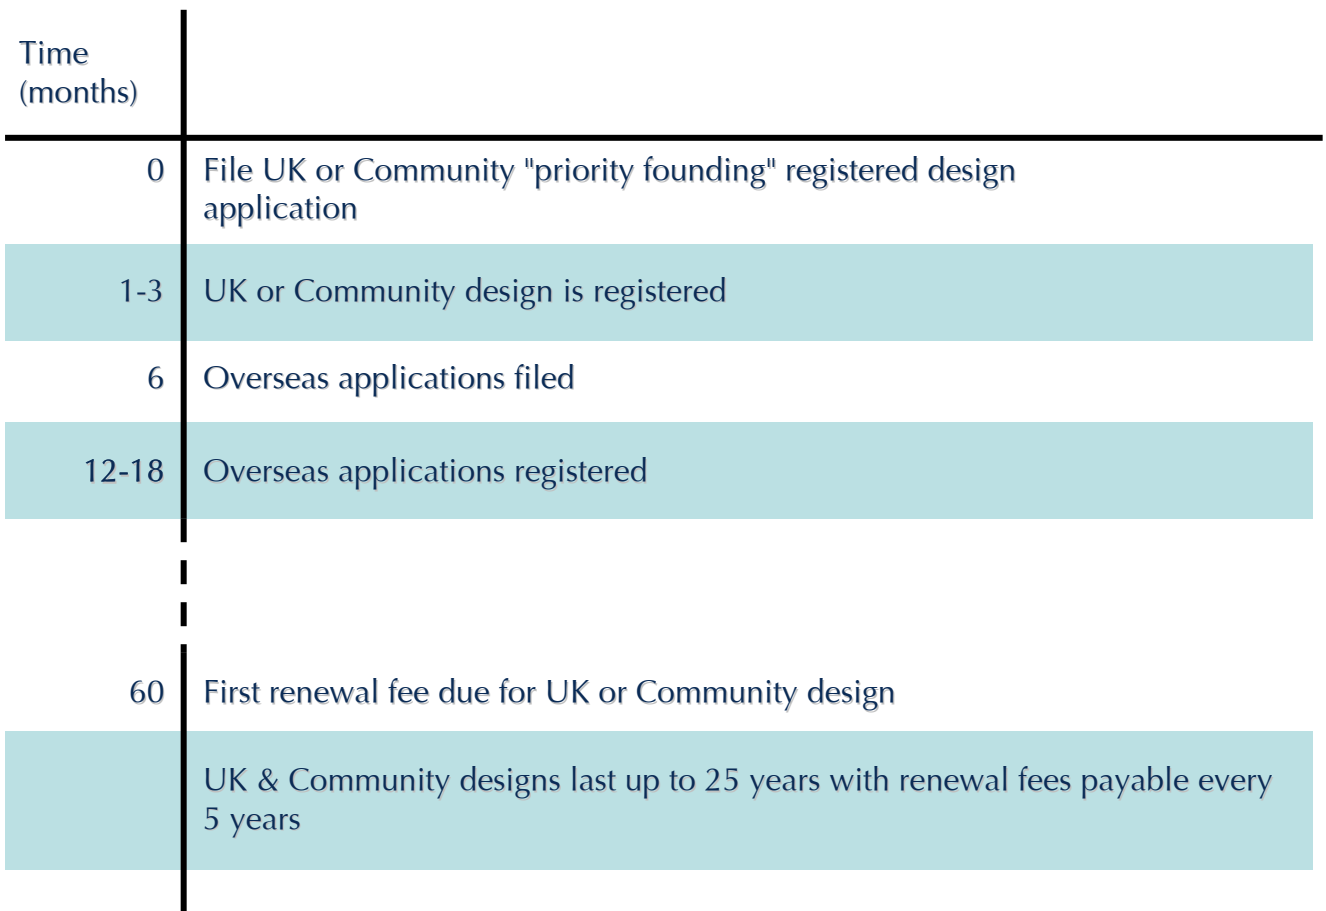 Time
(months)
0 File UK or Community "priority founding" registered design
application
1-3 UK or Community design is registered
6 Overseas applications filed
12-18 Overseas applications registered
60 First renewal fee due for UK or Community design
UK & Community designs last up to 25 years with renewal fees payable every
5 years